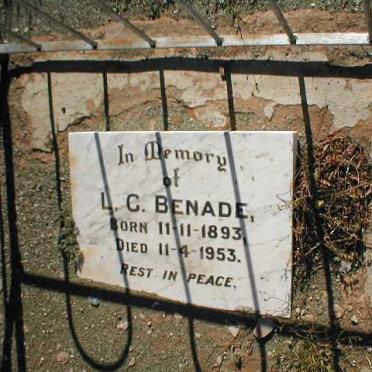 In Memory
of
L. C. BENADE,
BORN 11-11-1893,
DIED 11-4-1953.
REST IN PEACE.